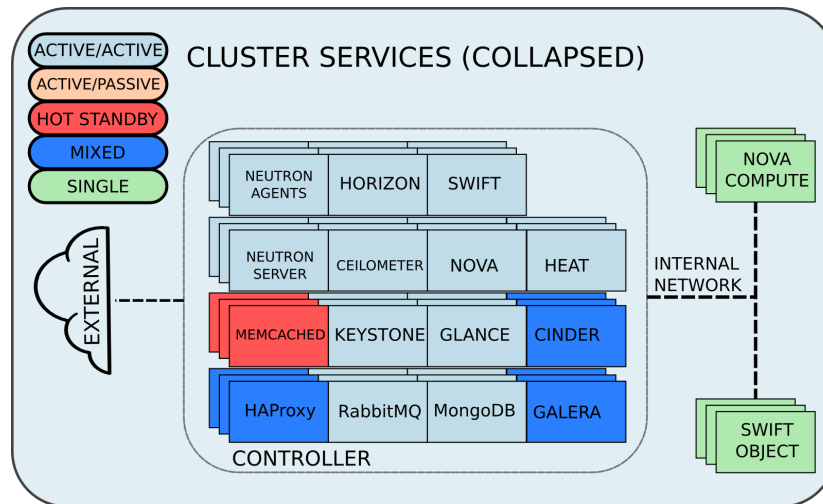 CLUSTER SERVICES (COLLAPSED)
ACTIVE/ACTIVE
ACTIVE/PASSIVE
HOT STANDBY
MIXED
SINGLE
EXTERNAL
NEUTRON
AGENTS
HORIZON
SWIFT
NEUTRON
SERVER
CEILOMETER
NOVA
HEAT
MEMCACHED
KEYSTONE
GLANCE
CINDER
HAProxy
RabbitMQ
MongoDB
GALERA
CONTROLLER
INTERNAL
NETWORK
NOVA
COMPUTE
SWIFT
OBJECT